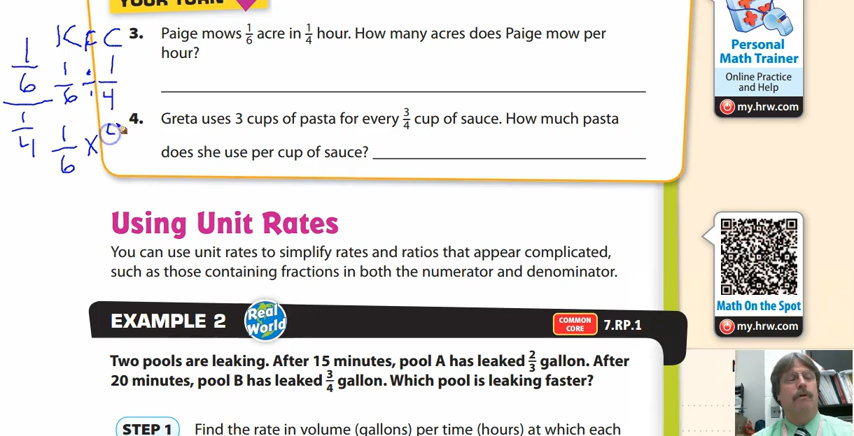 YOUR TURN
3. Paige mows 1/6 acre in 1/4 hour. How many acres does Paige mow per
hour?
4. Greta uses 3 cups of pasta for every 3/4 cup of sauce. How much pasta
does she use per cup of sauce?
K F C
1/6
1/4
1/6 ÷ 1/4
1/6 x 4
Personal
Math Trainer
Online Practice
and Help
my.hrw.com
Using Unit Rates
You can use unit rates to simplify rates and ratios that appear complicated,
such as those containing fractions in both the numerator and denominator.
Math On the Spot
my.hrw.com
EXAMPLE 2
Real
World
COMMON
CORE
7.RP.1
Two pools are leaking. After 15 minutes, pool A has leaked 2/3 gallon. After
20 minutes, pool B has leaked 3/4 gallon. Which pool is leaking faster?
STEP 1
Find the rate in volume (gallons) per time (hours) at which each